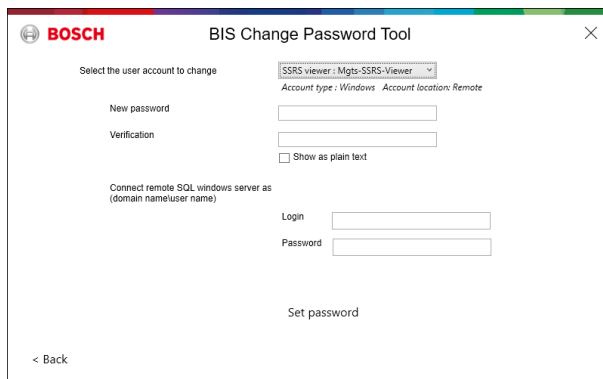 BOSCH
BIS Change Password Tool
Select the user account to change
SSRS viewer : Mgts-SSRS-Viewer
Account type : Windows Account location: Remote
New password
Verification
Show as plain text
Connect remote SQL windows server as
(domain name\user name)
Login
Password
Set password
< Back